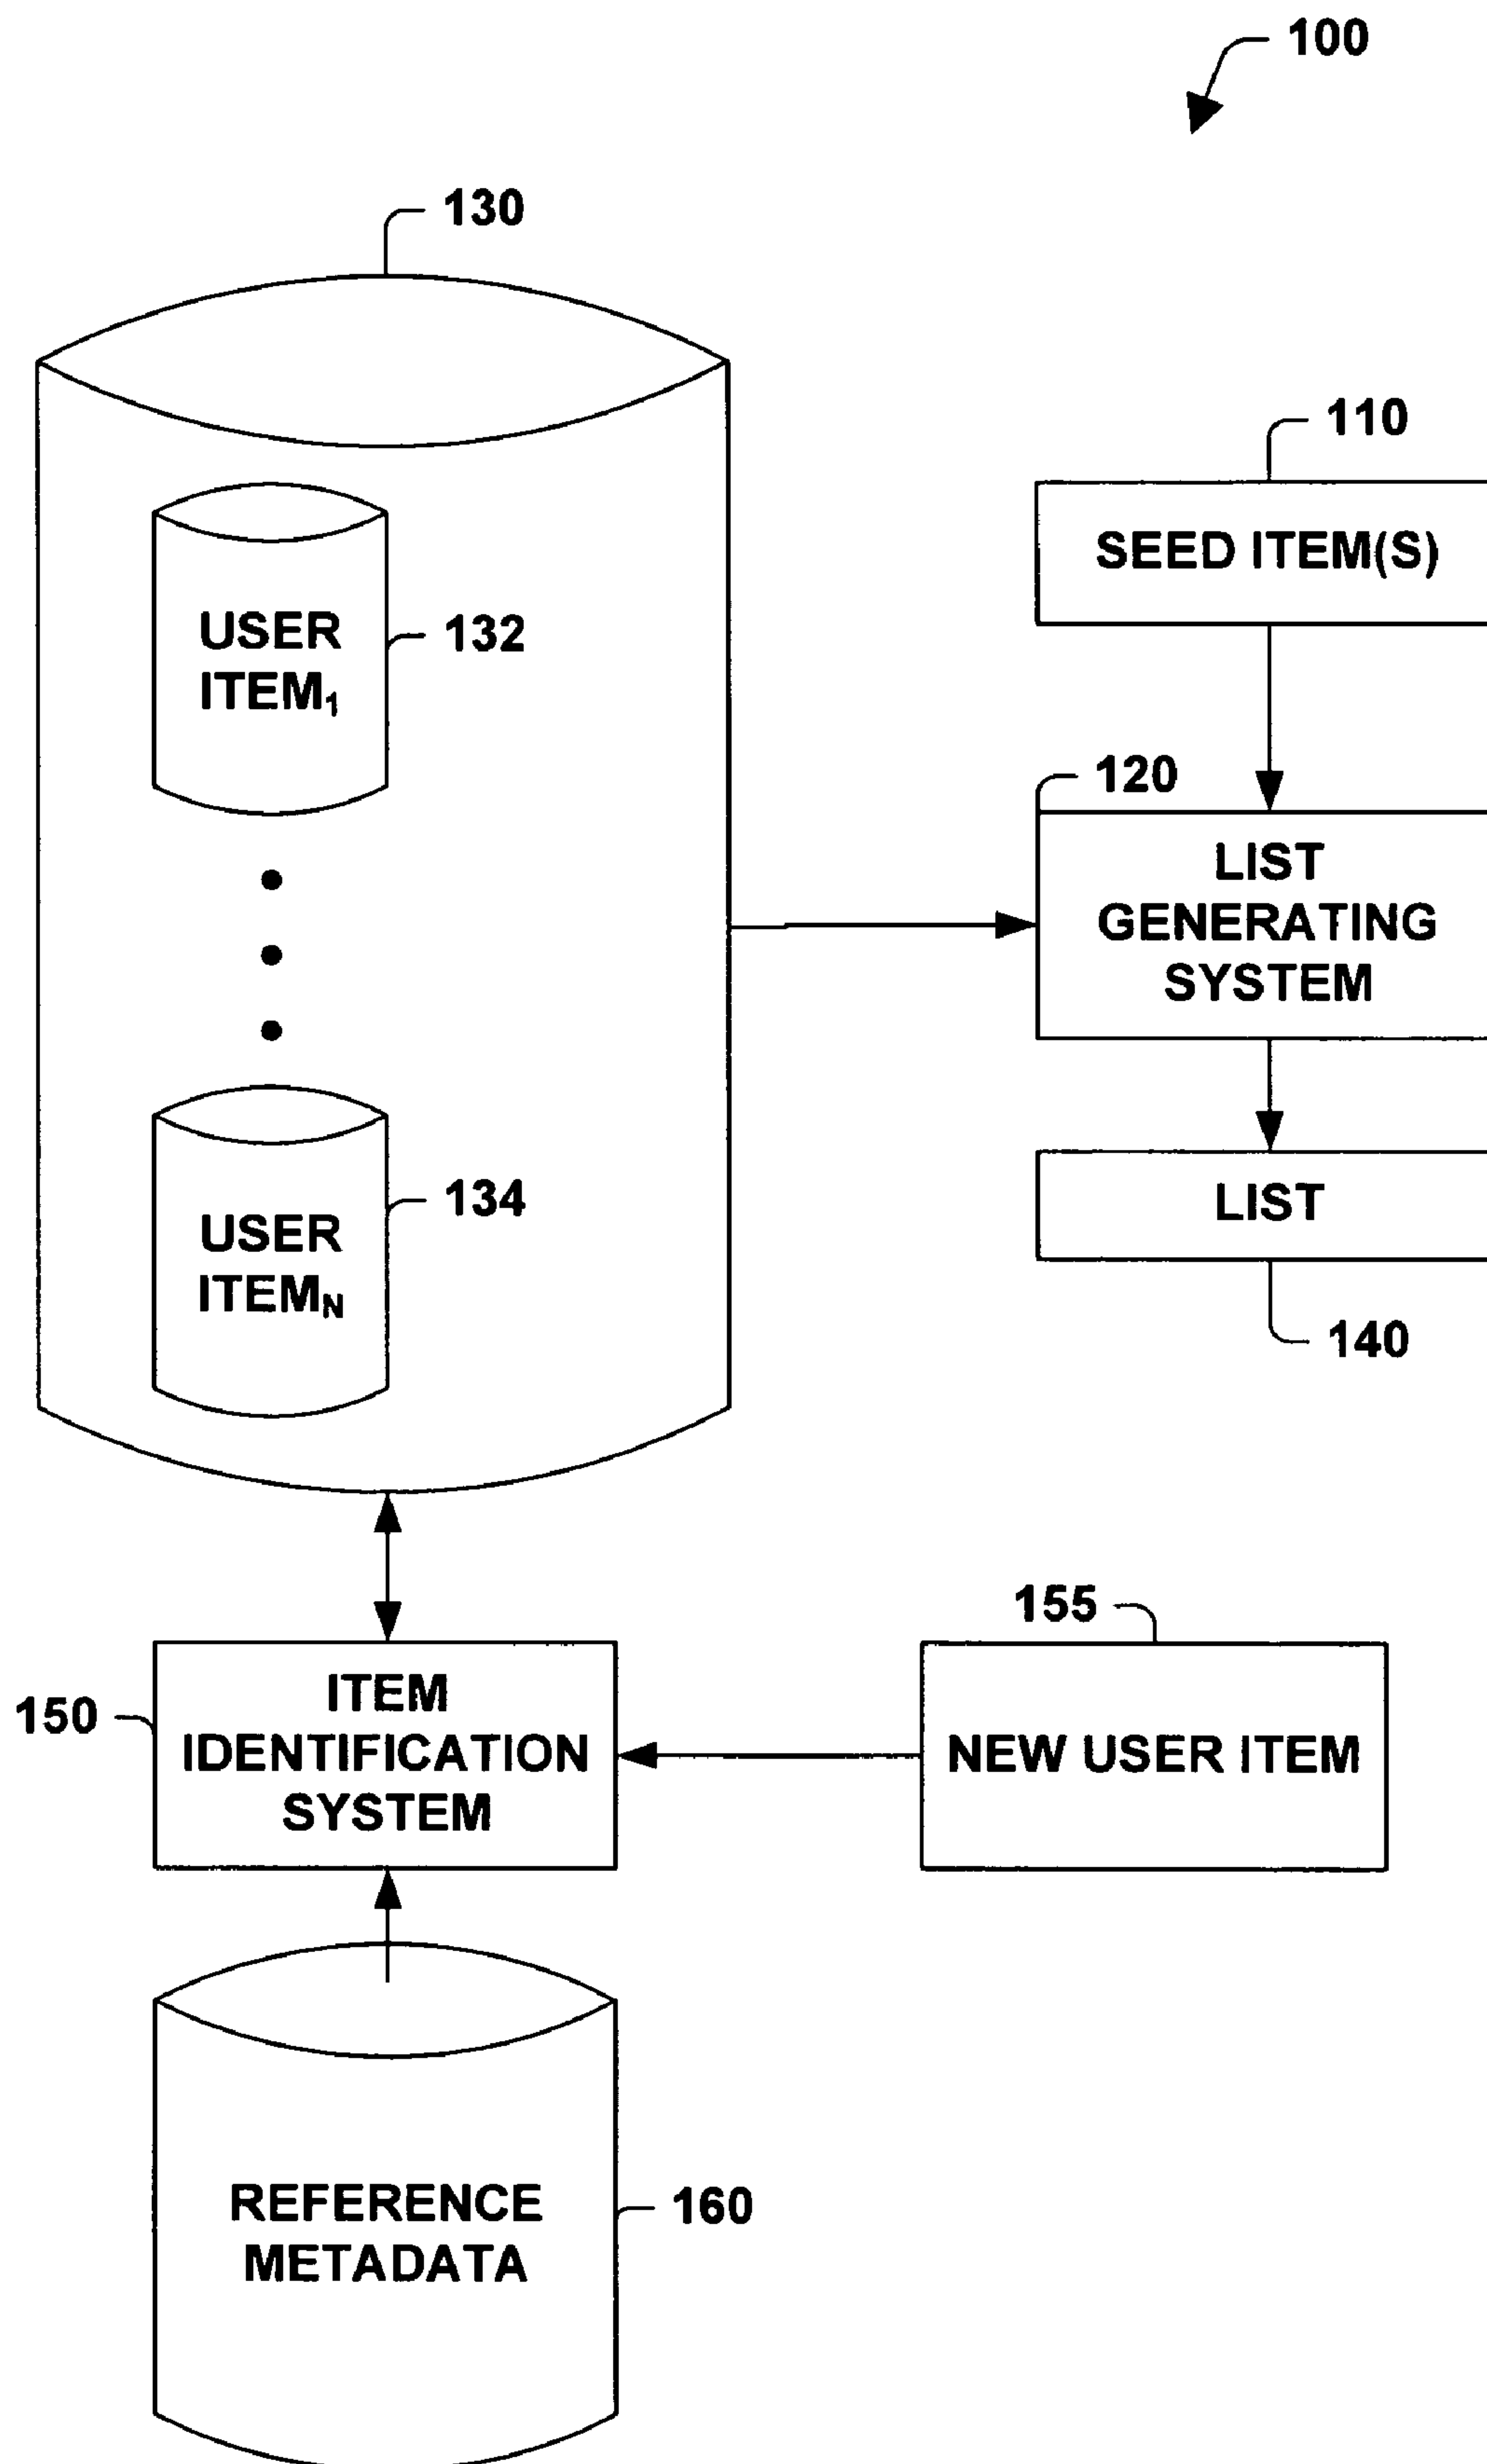 100
130
110
SEED ITEM(S)
USER
ITEM₁
132
120
LIST
GENERATING
SYSTEM
134
USER
ITEMN
LIST
140
155
150
ITEM
IDENTIFICATION
SYSTEM
NEW USER ITEM
REFERENCE
METADATA
160